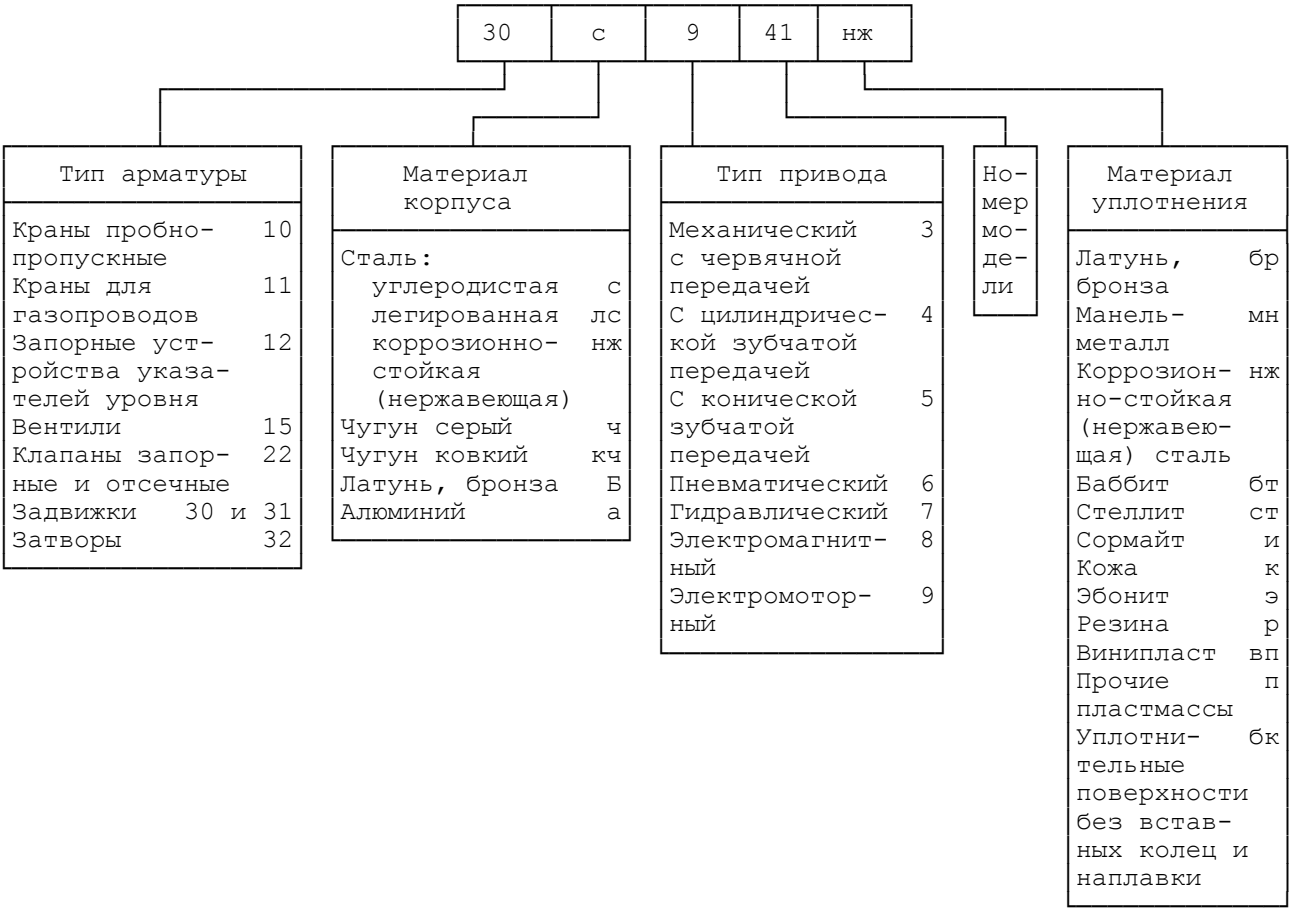 30 с 9 41 нж
Тип арматуры
Краны пробно- 10
пропускные
Краны для 11
газопроводов
Запорные уст- 12
ройства указа-
телей уровня
Вентили 15
Клапаны запор- 22
ные и отсечные
Задвижки 30 и 31
Затворы 32
Материал
корпуса
Сталь:
углеродистая с
легированная лс
коррозионно- нж
стойкая
(нержавеющая)
Чугун серый ч
Чугун ковкий кч
Латунь, бронза Б
Алюминий а
Тип привода
Механический 3
с червячной
передачей
С цилиндричес- 4
кой зубчатой
передачей
С конической 5
зубчатой
передачей
Пневматический 6
Гидравлический 7
Электромагнит- 8
ный
Электромотор- 9
ный
Но-
мер
мо-
де-
ли
Материал
уплотнения
Латунь, бр
бронза
Манель- мн
металл
Коррозион- нж
но-стойкая
(нержавею-
щая) сталь
Баббит бт
Стеллит ст
Сормайт и
Кожа к
Эбонит э
Резина р
Винипласт вп
Прочие п
пластмассы
Уплотни- бк
тельные
поверхности
без встав-
ных колец и
наплавки